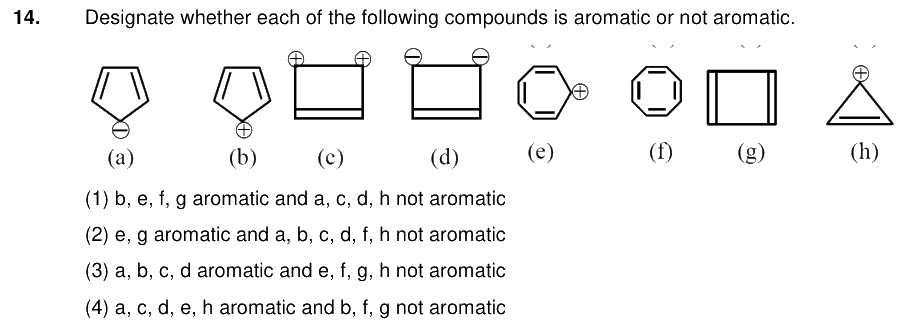 14. Designate whether each of the following compounds is aromatic or not aromatic.
⊖ ⊕ ⊕ ⊕ ⊖ ⊖ ⊕ ⊕
(a) (b) (c) (d) (e) (f) (g) (h)
(1) b, e, f, g aromatic and a, c, d, h not aromatic
(2) e, g aromatic and a, b, c, d, f, h not aromatic
(3) a, b, c, d aromatic and e, f, g, h not aromatic
(4) a, c, d, e, h aromatic and b, f, g not aromatic